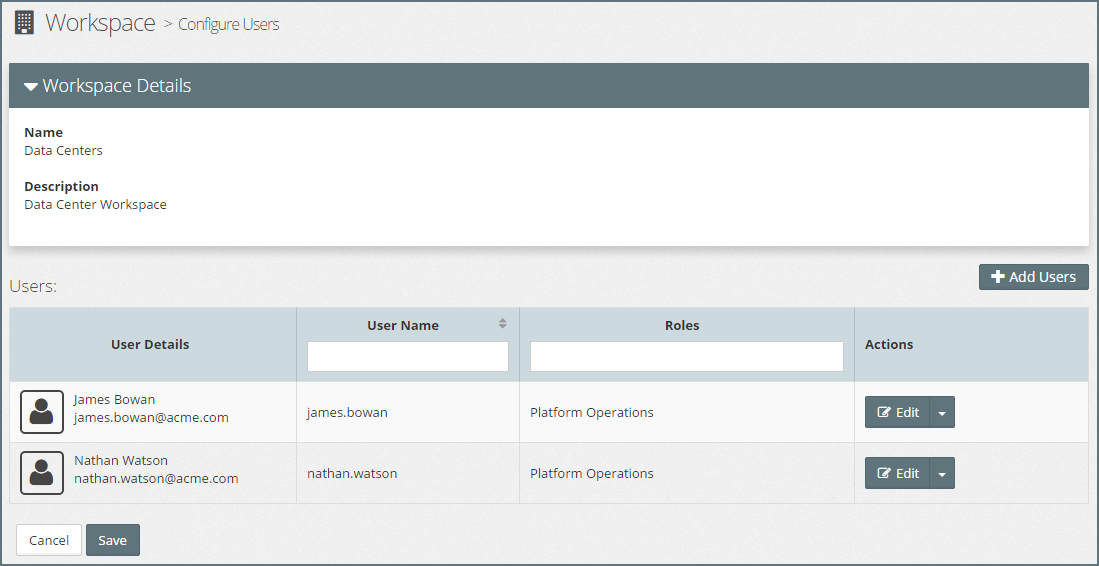 Workspace > Configure Users
Workspace Details
Name
Data Centers
Description
Data Center Workspace
Users:
Add Users
User Details
User Name
Roles
Actions
James Bowan
james.bowan@acme.com
james.bowan
Platform Operations
Edit
Nathan Watson
nathan.watson@acme.com
nathan.watson
Platform Operations
Edit
Cancel
Save